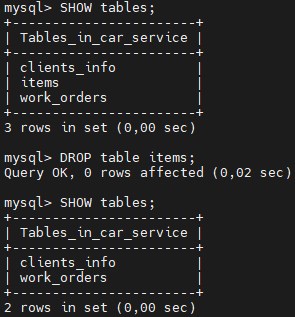 mysql> SHOW tables;
+-----------------------+
| Tables_in_car_service |
+-----------------------+
| clients_info          |
| items                 |
| work_orders           |
+-----------------------+
3 rows in set (0,00 sec)
mysql> DROP table items;
Query OK, 0 rows affected (0,02 sec)
mysql> SHOW tables;
+-----------------------+
| Tables_in_car_service |
+-----------------------+
| clients_info          |
| work_orders           |
+-----------------------+
2 rows in set (0,00 sec)